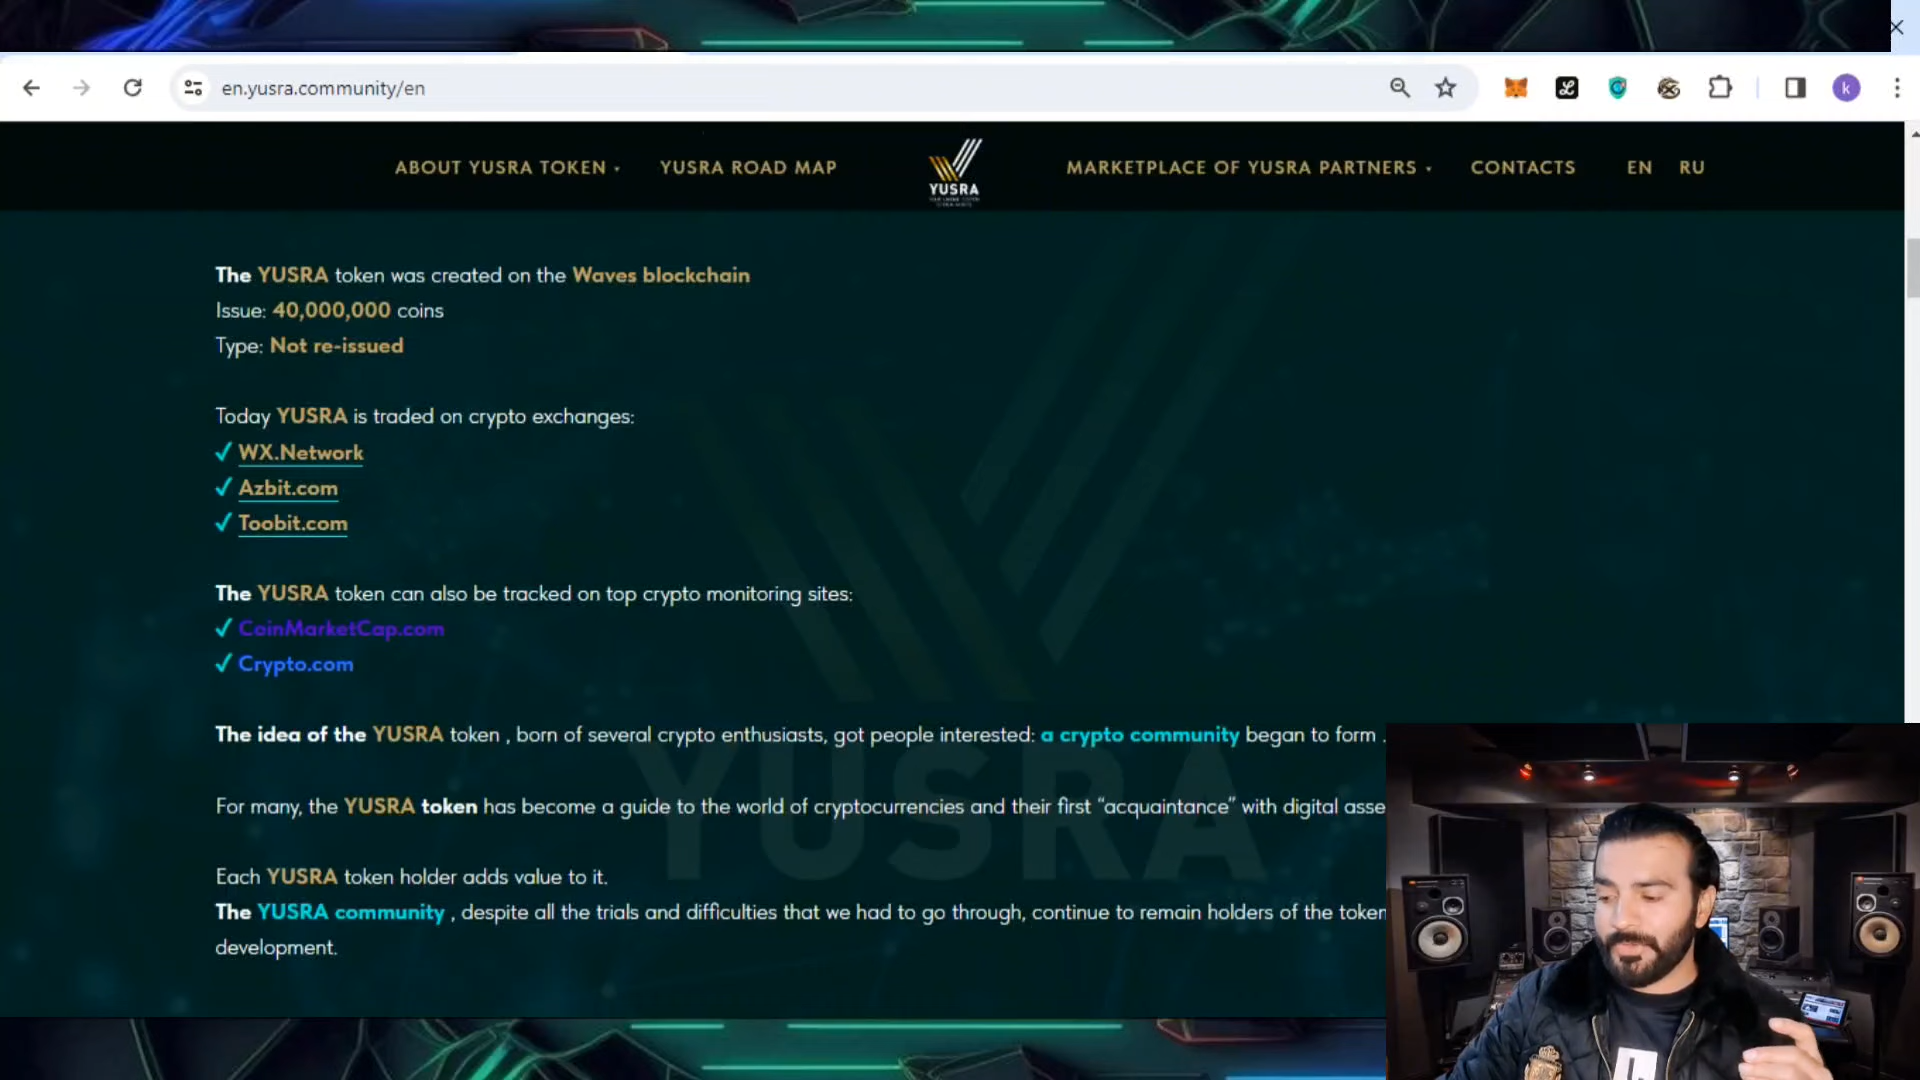 en.yusra.community/en
k
ABOUT YUSRA TOKEN
YUSRA ROAD MAP
YUSRA
MARKETPLACE OF YUSRA PARTNERS
CONTACTS
EN
RU
The YUSRA token was created on the Waves blockchain
Issue: 40,000,000 coins
Type: Not re-issued
Today YUSRA is traded on crypto exchanges:
✓ WX.Network
✓ Azbit.com
✓ Toobit.com
The YUSRA token can also be tracked on top crypto monitoring sites:
✓ CoinMarketCap.com
✓ Crypto.com
The idea of the YUSRA token , born of several crypto enthusiasts, got people interested: a crypto community began to form .
For many, the YUSRA token has become a guide to the world of cryptocurrencies and their first “acquaintance” with digital asse
Each YUSRA token holder adds value to it.
The YUSRA community , despite all the trials and difficulties that we had to go through, continue to remain holders of the token
development.
YUSRA